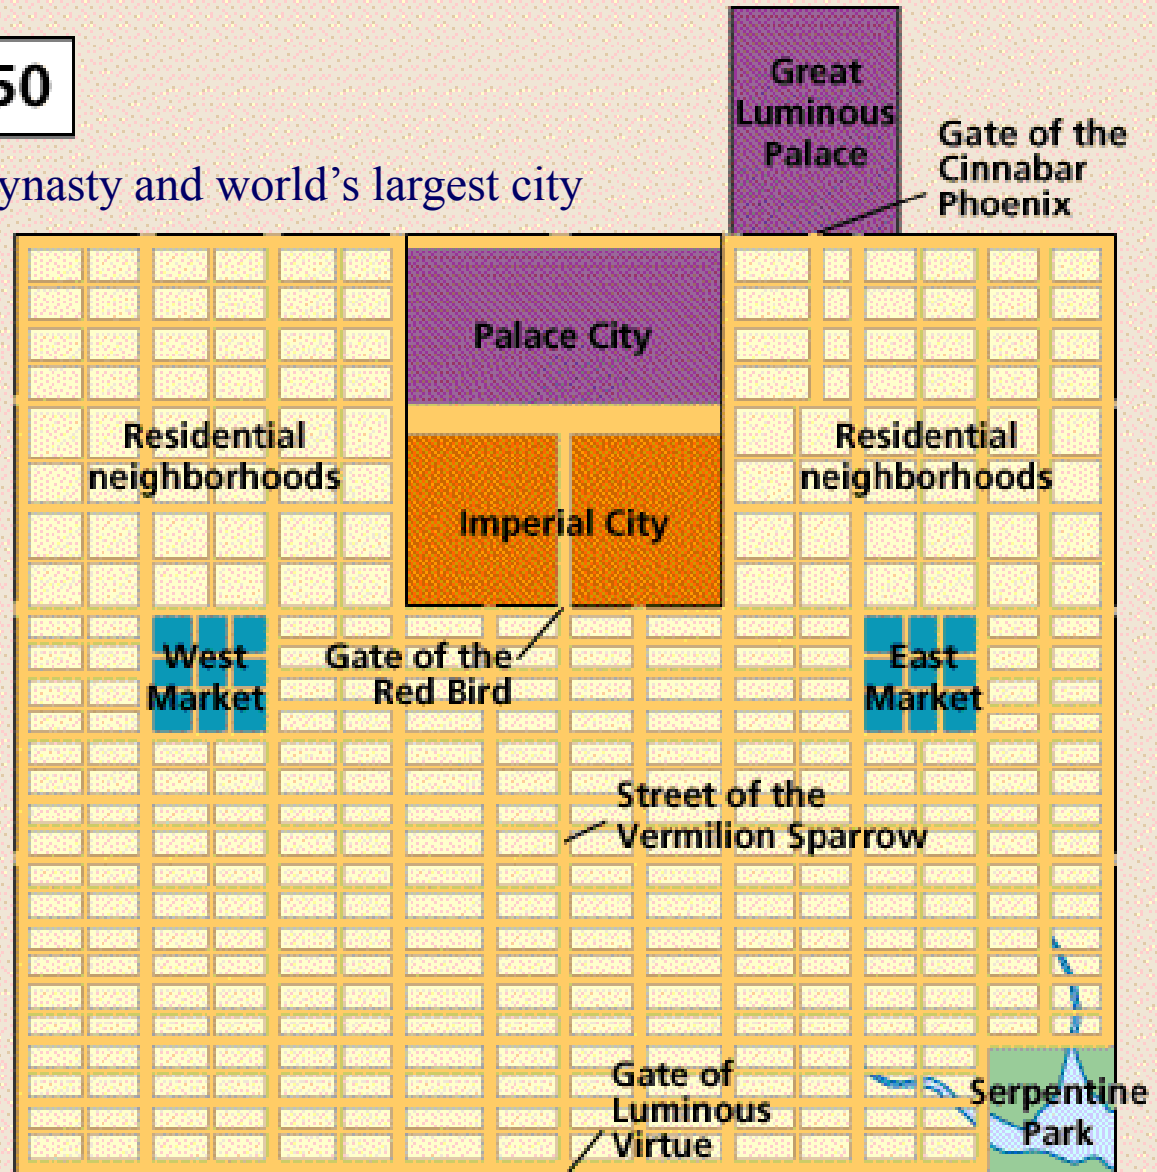 50
Great
Luminous
Palace
Gate of the
Cinnabar
Phoenix
ynasty and world's largest city
Palace City
Residential
neighborhoods
Residential
neighborhoods
Imperial City
West
Market
Gate of the
Red Bird
East
Market
Street of the
Vermilion Sparrow
Gate of
Luminous
Virtue
Serpentine
Park